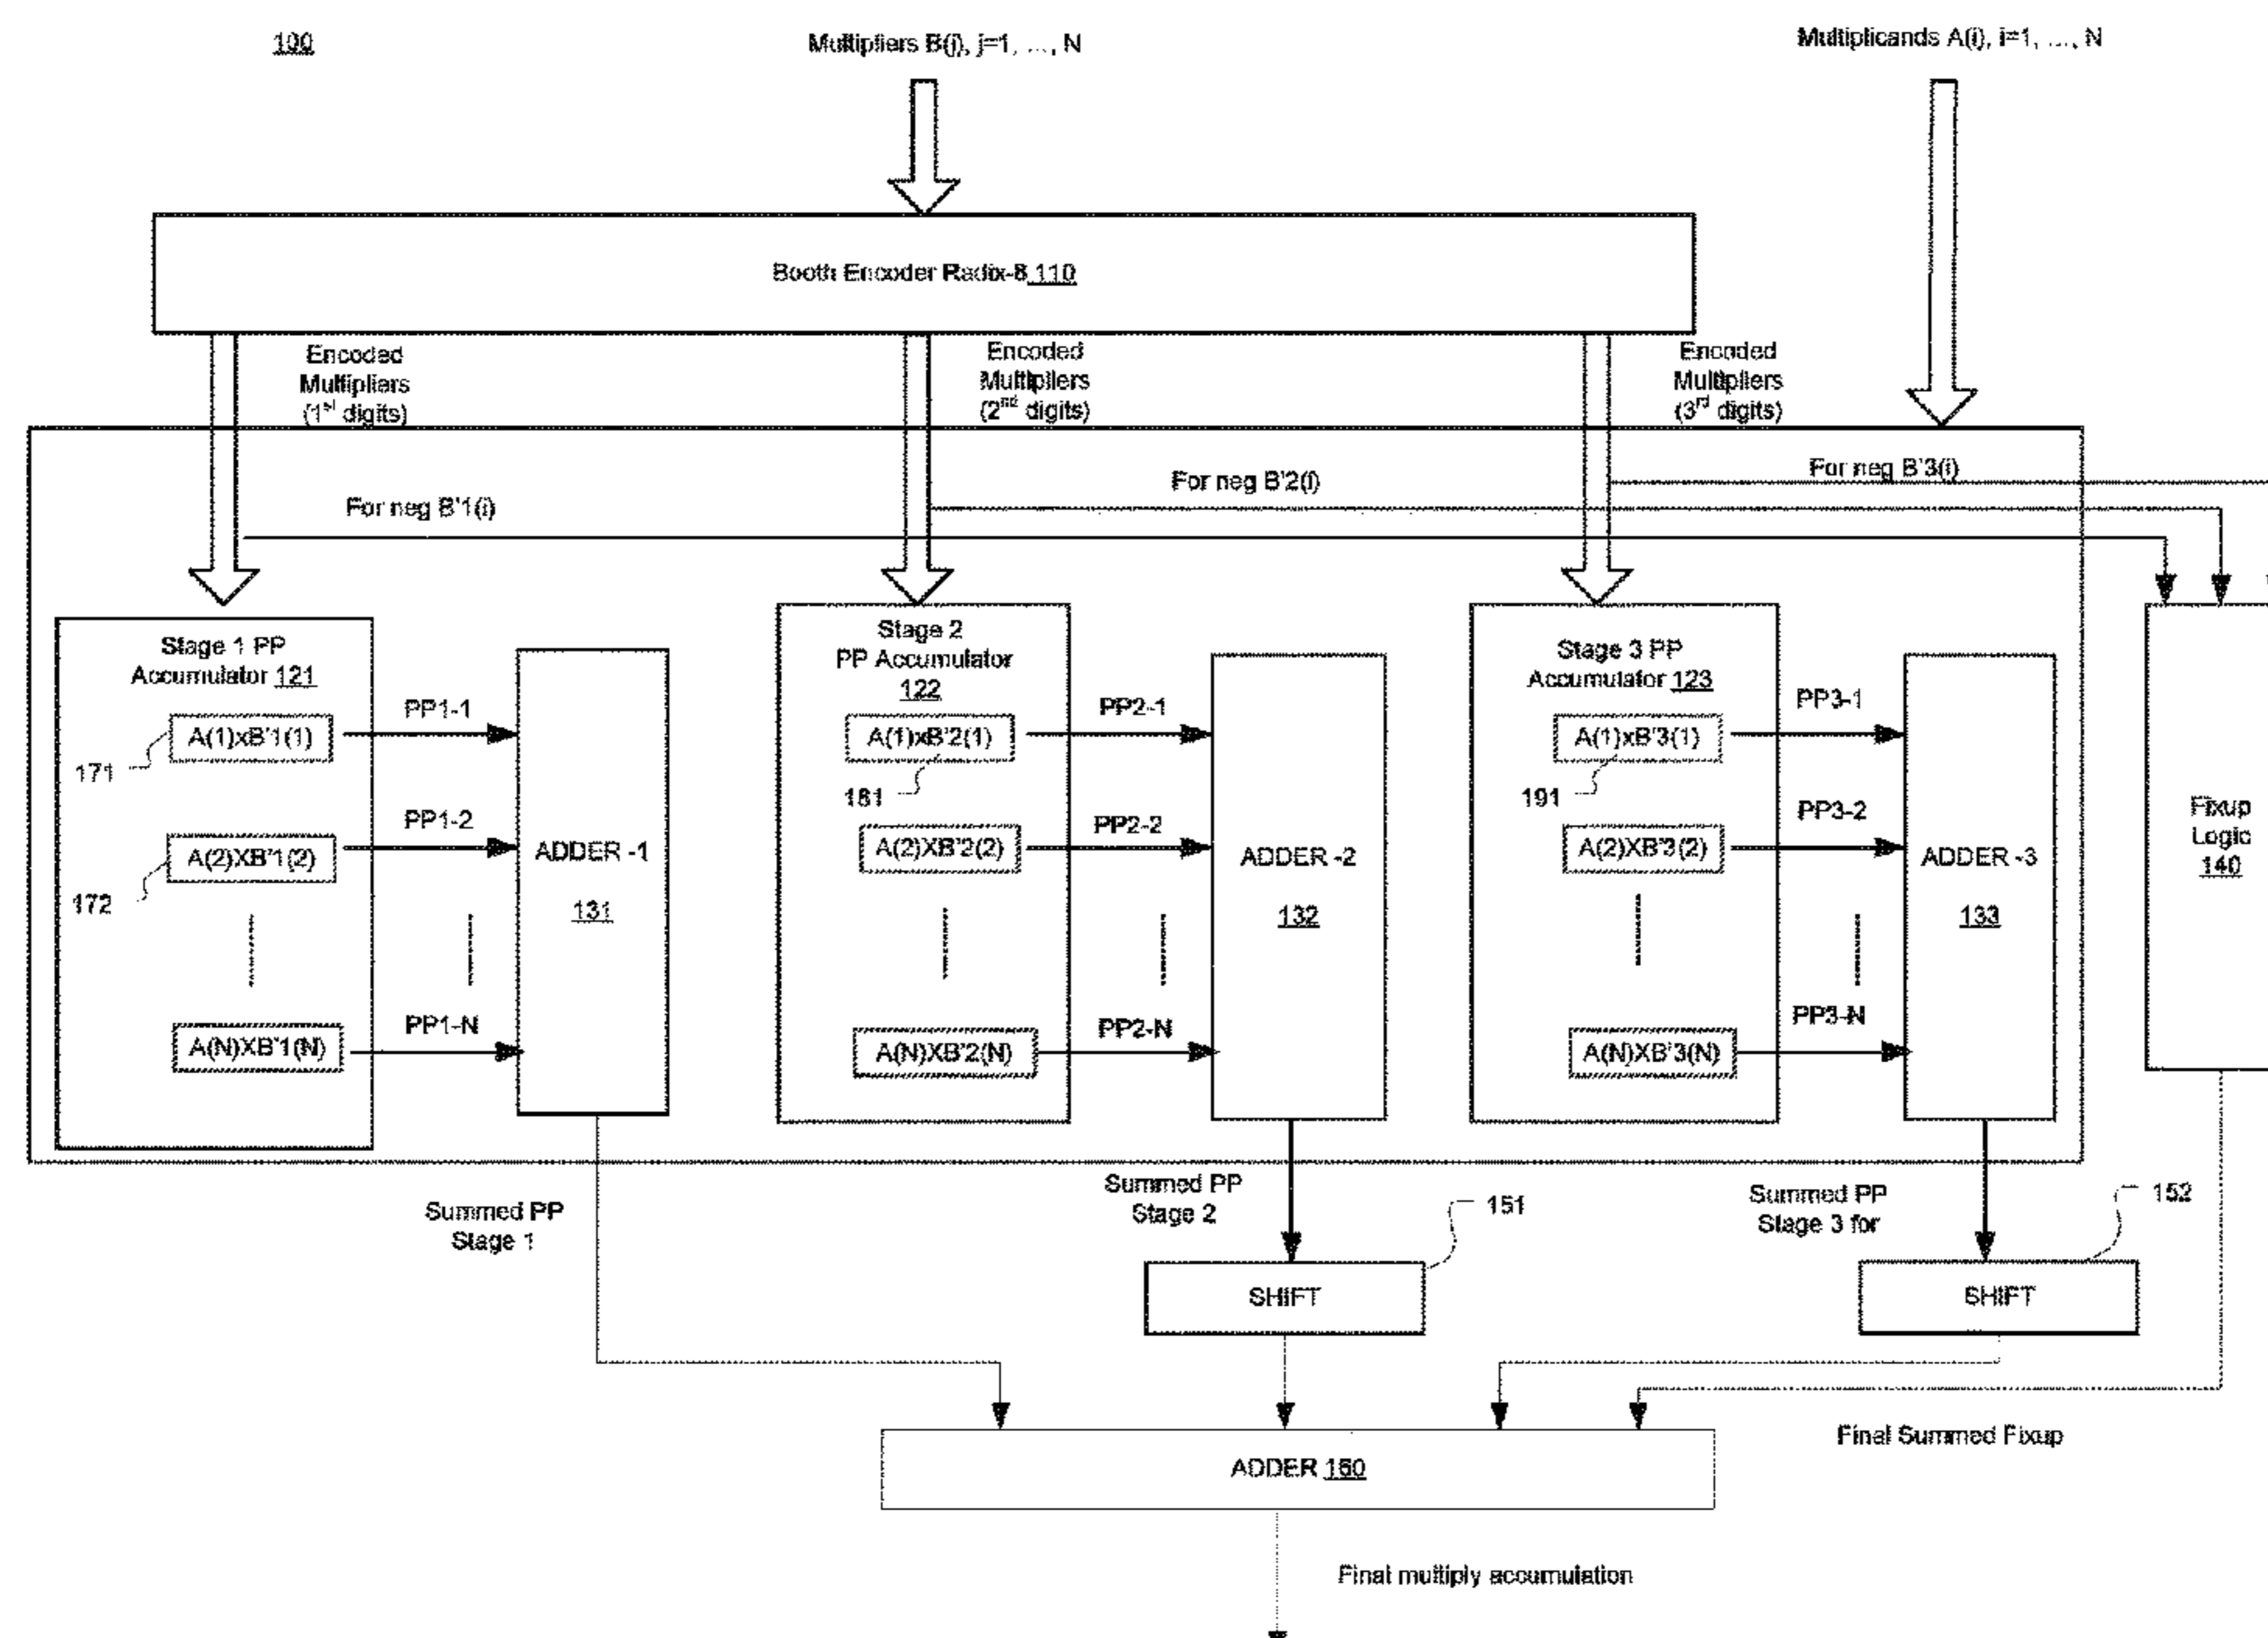 100
Multipliers B(j), j=1, ..., N
Multiplicands A(i), i=1, ..., N
Booth Encoder Radix-8 110
Encoded
Multipliers
(1st digits)
Encoded
Multipliers
(2nd digits)
Encoded
Multipliers
(3rd digits)
For neg B'1(i)
For neg B'2(i)
For neg B'3(i)
Stage 1 PP
Accumulator 121
A(1)xB'1(1)
171
A(2)XB'1(2)
172
A(N)XB'1(N)
PP1-1
PP1-2
PP1-N
ADDER -1
131
Stage 2
PP Accumulator
122
A(1)xB'2(1)
181
A(2)XB'2(2)
A(N)XB'2(N)
PP2-1
PP2-2
PP2-N
ADDER -2
132
Stage 3 PP
Accumulator 123
A(1)xB'3(1)
191
A(2)XB'3(2)
A(N)XB'3(N)
PP3-1
PP3-2
PP3-N
ADDER -3
133
Fixup
Logic
140
Summed PP
Stage 1
Summed PP
Stage 2
151
Summed PP
Stage 3 for
152
SHIFT
SHIFT
Final Summed Fixup
ADDER 160
Final multiply accumulation